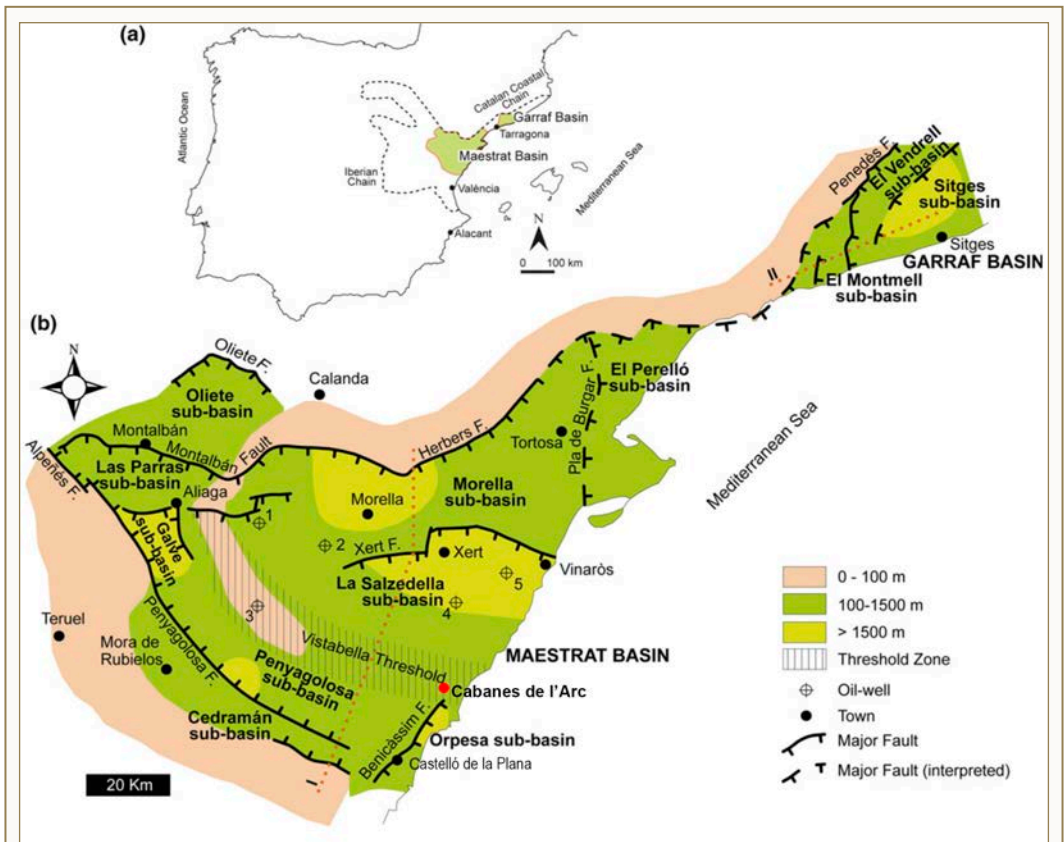 (a)
Atlantic Ocean
Catalan Coastal
Chain
Garraf Basin
Tarragona
Maestrat Basin
Iberian
Chain
València
Alacant
Mediterranean Sea
N
0 100 km
(b)
N
Penedès F.
El Vendrell
sub-basin
Sitges
sub-basin
Sitges
GARRAF BASIN
El Montmell
sub-basin
II
Oliete F.
Oliete
sub-basin
Calanda
Montalbán
Montalbán
Fault
Herbers F.
El Perelló
sub-basin
Pla de Burgar F.
Tortosa
Mediterranean Sea
Alpeñés F.
Las Parras
sub-basin
Aliaga
Galve
sub-basin
Morella
Morella
sub-basin
1
2
Xert F.
Xert
Vinaròs
La Salzedella
sub-basin
5
4
3
Teruel
Mora de
Rubielos
Penyagolosa F.
Penyagolosa
sub-basin
Vistabella Threshold
MAESTRAT BASIN
Cabanes de l'Arc
Cedramán
sub-basin
Benicàssim F.
Orpesa sub-basin
Castelló de la Plana
I
20 Km
0 - 100 m
100-1500 m
> 1500 m
Threshold Zone
Oil-well
Town
Major Fault
Major Fault (interpreted)